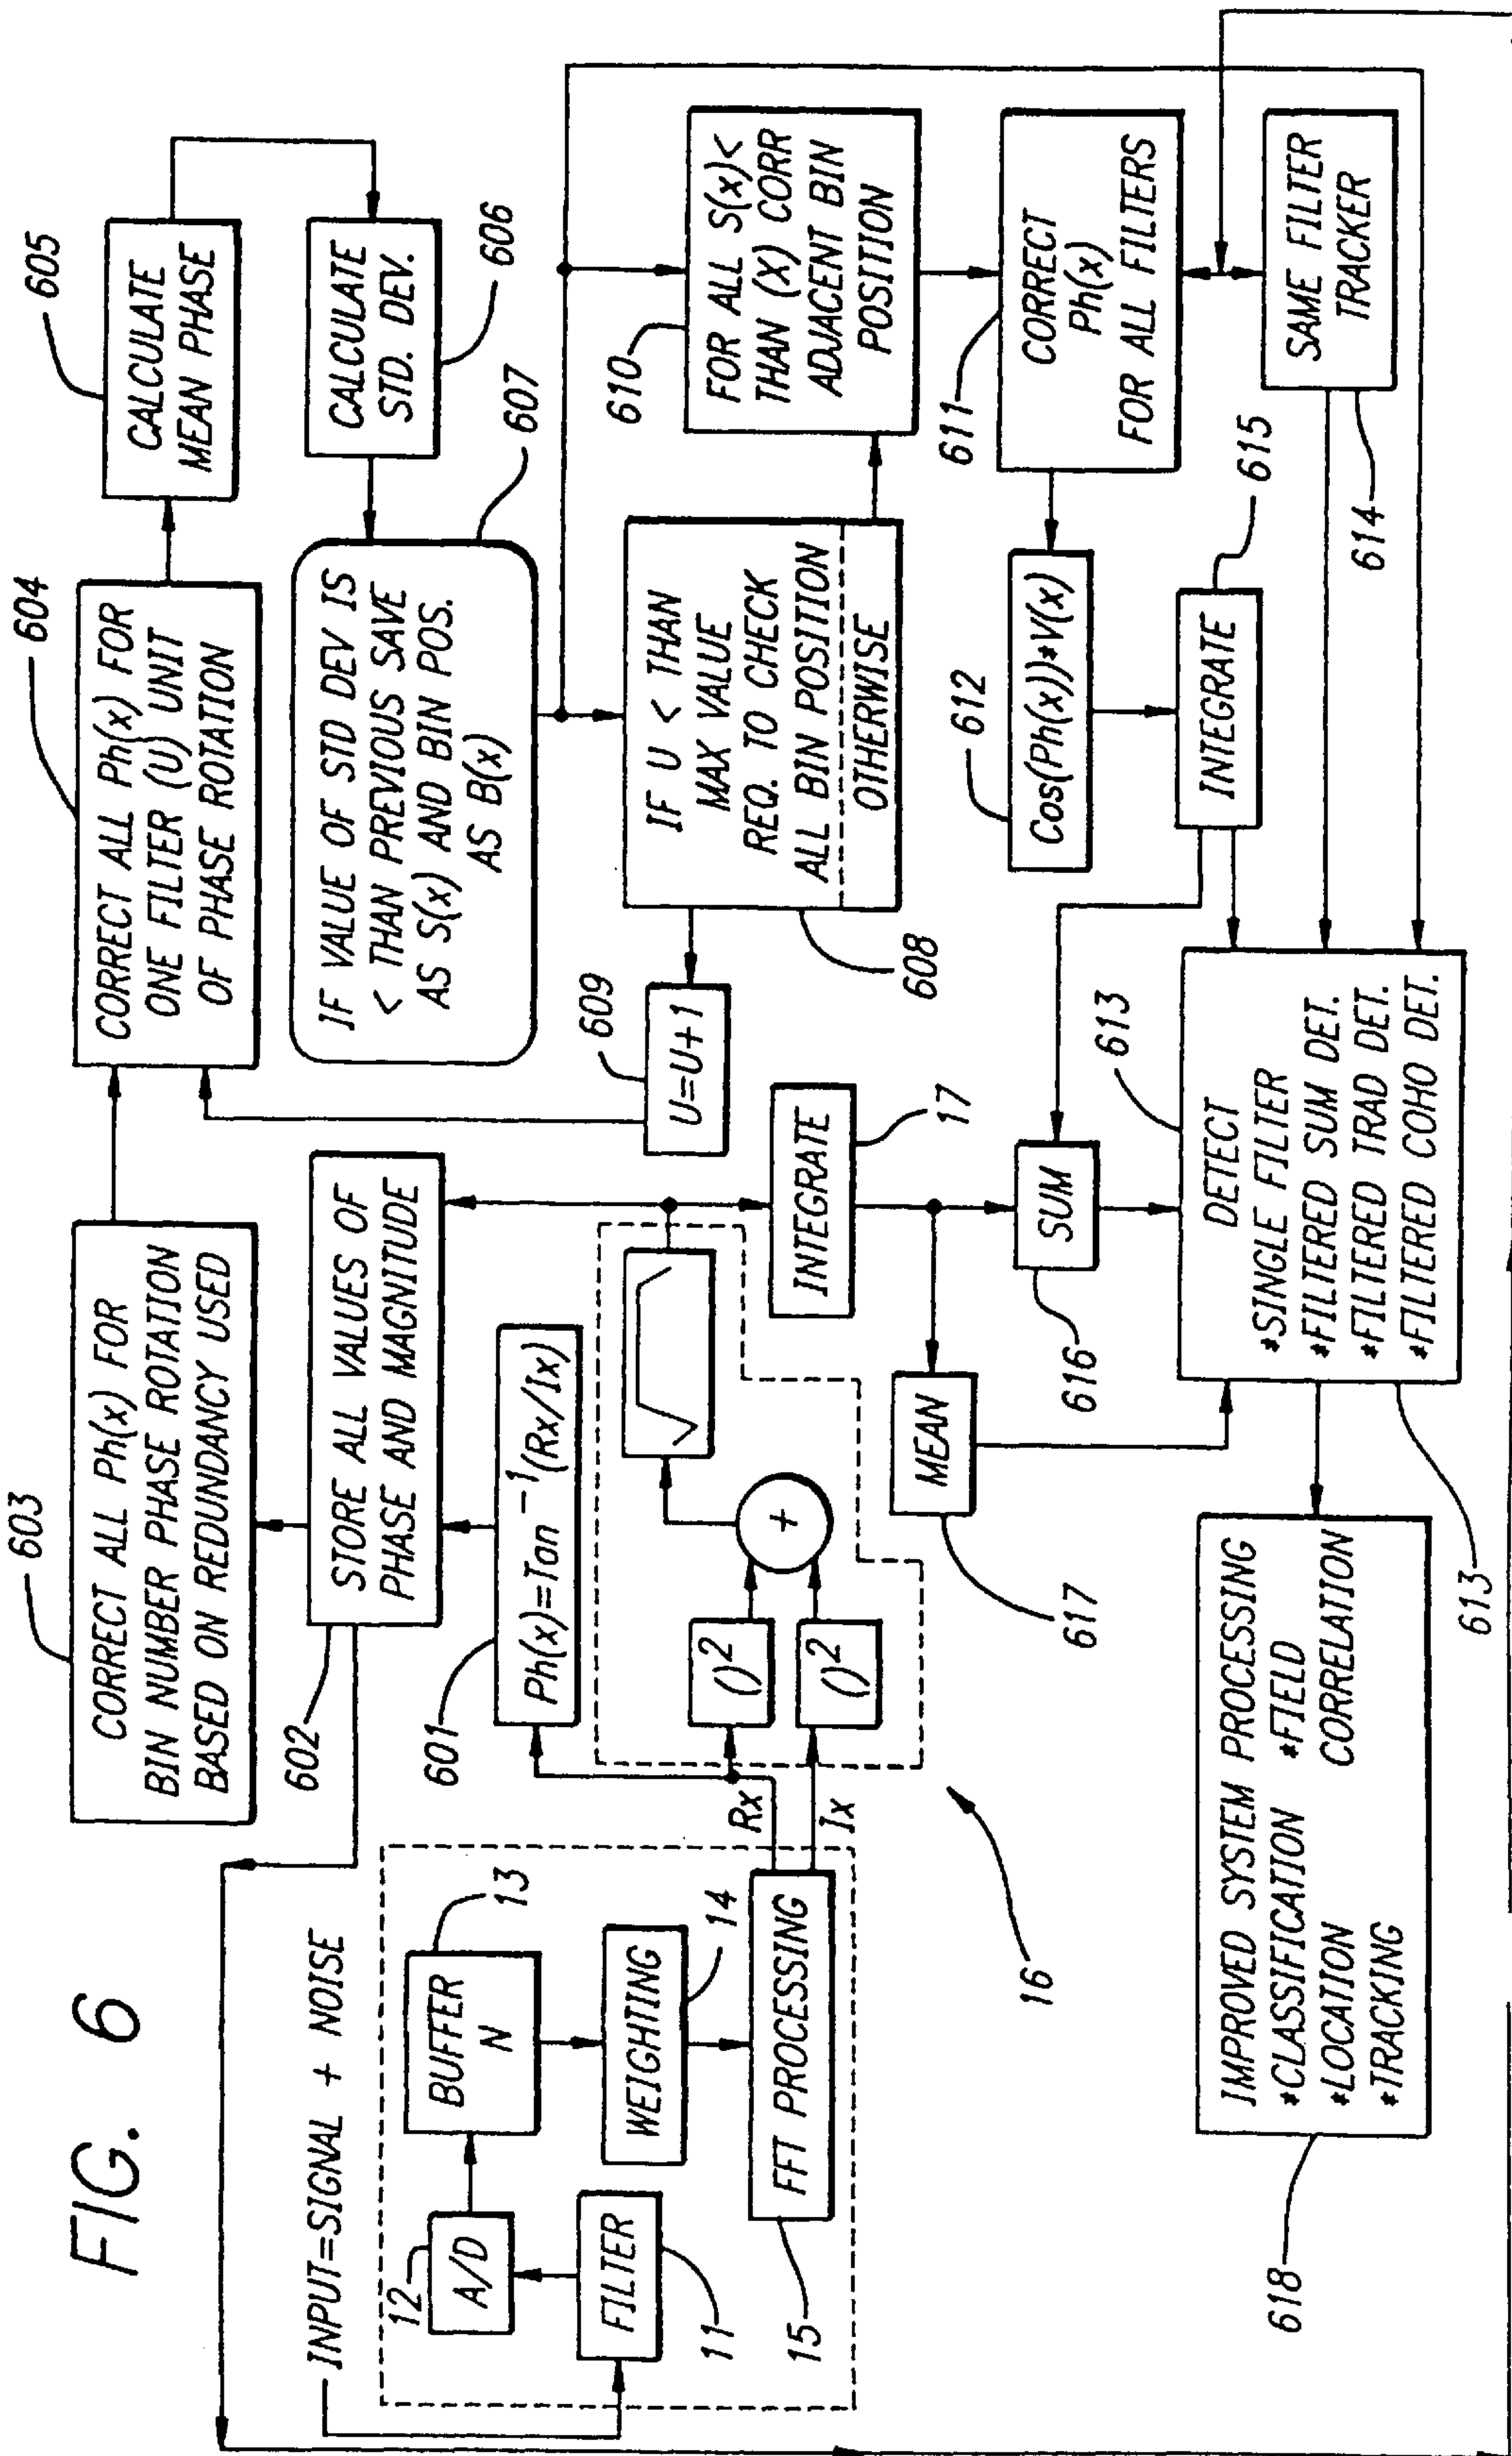 FIG. 6
INPUT=SIGNAL + NOISE
12
A/D
BUFFER
N
13
FILTER
11
WEIGHTING
14
FFT PROCESSING
15
Rx
Ix
16
()2
()2
+
√
601
Ph(x)=Tan⁻¹(Rx/Ix)
602
STORE ALL VALUES OF
PHASE AND MAGNITUDE
603
CORRECT ALL Ph(x) FOR
BIN NUMBER PHASE ROTATION
BASED ON REDUNDANCY USED
604
CORRECT ALL Ph(x) FOR
ONE FILTER (U) UNIT
OF PHASE ROTATION
605
CALCULATE
MEAN PHASE
CALCULATE
STD. DEV.
606
IF VALUE OF STD DEV IS
< THAN PREVIOUS SAVE
AS S(x) AND BIN POS.
AS B(x)
607
609
U=U+1
IF U < THAN
MAX VALUE
REQ. TO CHECK
ALL BIN POSITION
OTHERWISE
608
610
FOR ALL S(x)<
THAN (X) CORR
ADJACENT BIN
POSITION
611
CORRECT
Ph(x)
FOR ALL FILTERS
612
Cos(Ph(x))*V(x)
INTEGRATE
615
SAME FILTER
TRACKER
614
INTEGRATE
17
MEAN
617
SUM
616
613
DETECT
*SINGLE FILTER
*FILTERED SUM DET.
*FILTERED TRAD DET.
*FILTERED COHO DET.
613
IMPROVED SYSTEM PROCESSING
*CLASSIFICATION *FIELD
*LOCATION CORRELATION
*TRACKING
618